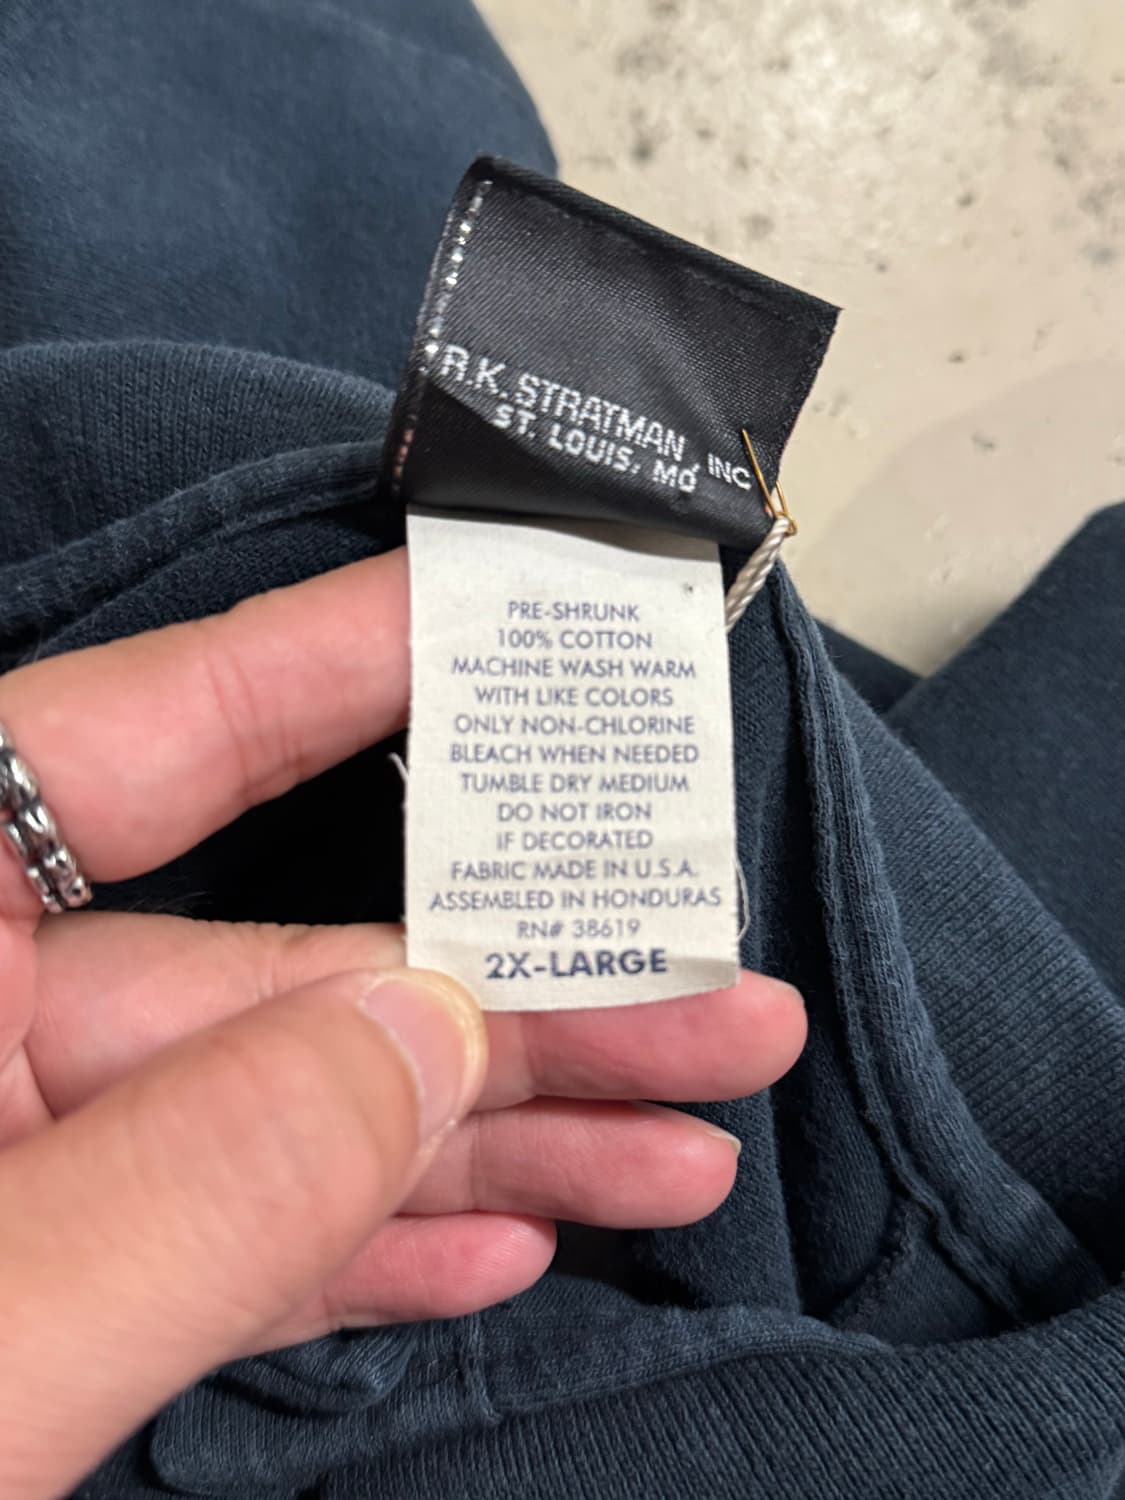 R.K. STRATMAN, INC
ST. LOUIS, MO
PRE-SHRUNK
100% COTTON
MACHINE WASH WARM
WITH LIKE COLORS
ONLY NON-CHLORINE
BLEACH WHEN NEEDED
TUMBLE DRY MEDIUM
DO NOT IRON
IF DECORATED
FABRIC MADE IN U.S.A.
ASSEMBLED IN HONDURAS
RN# 38619
2X-LARGE